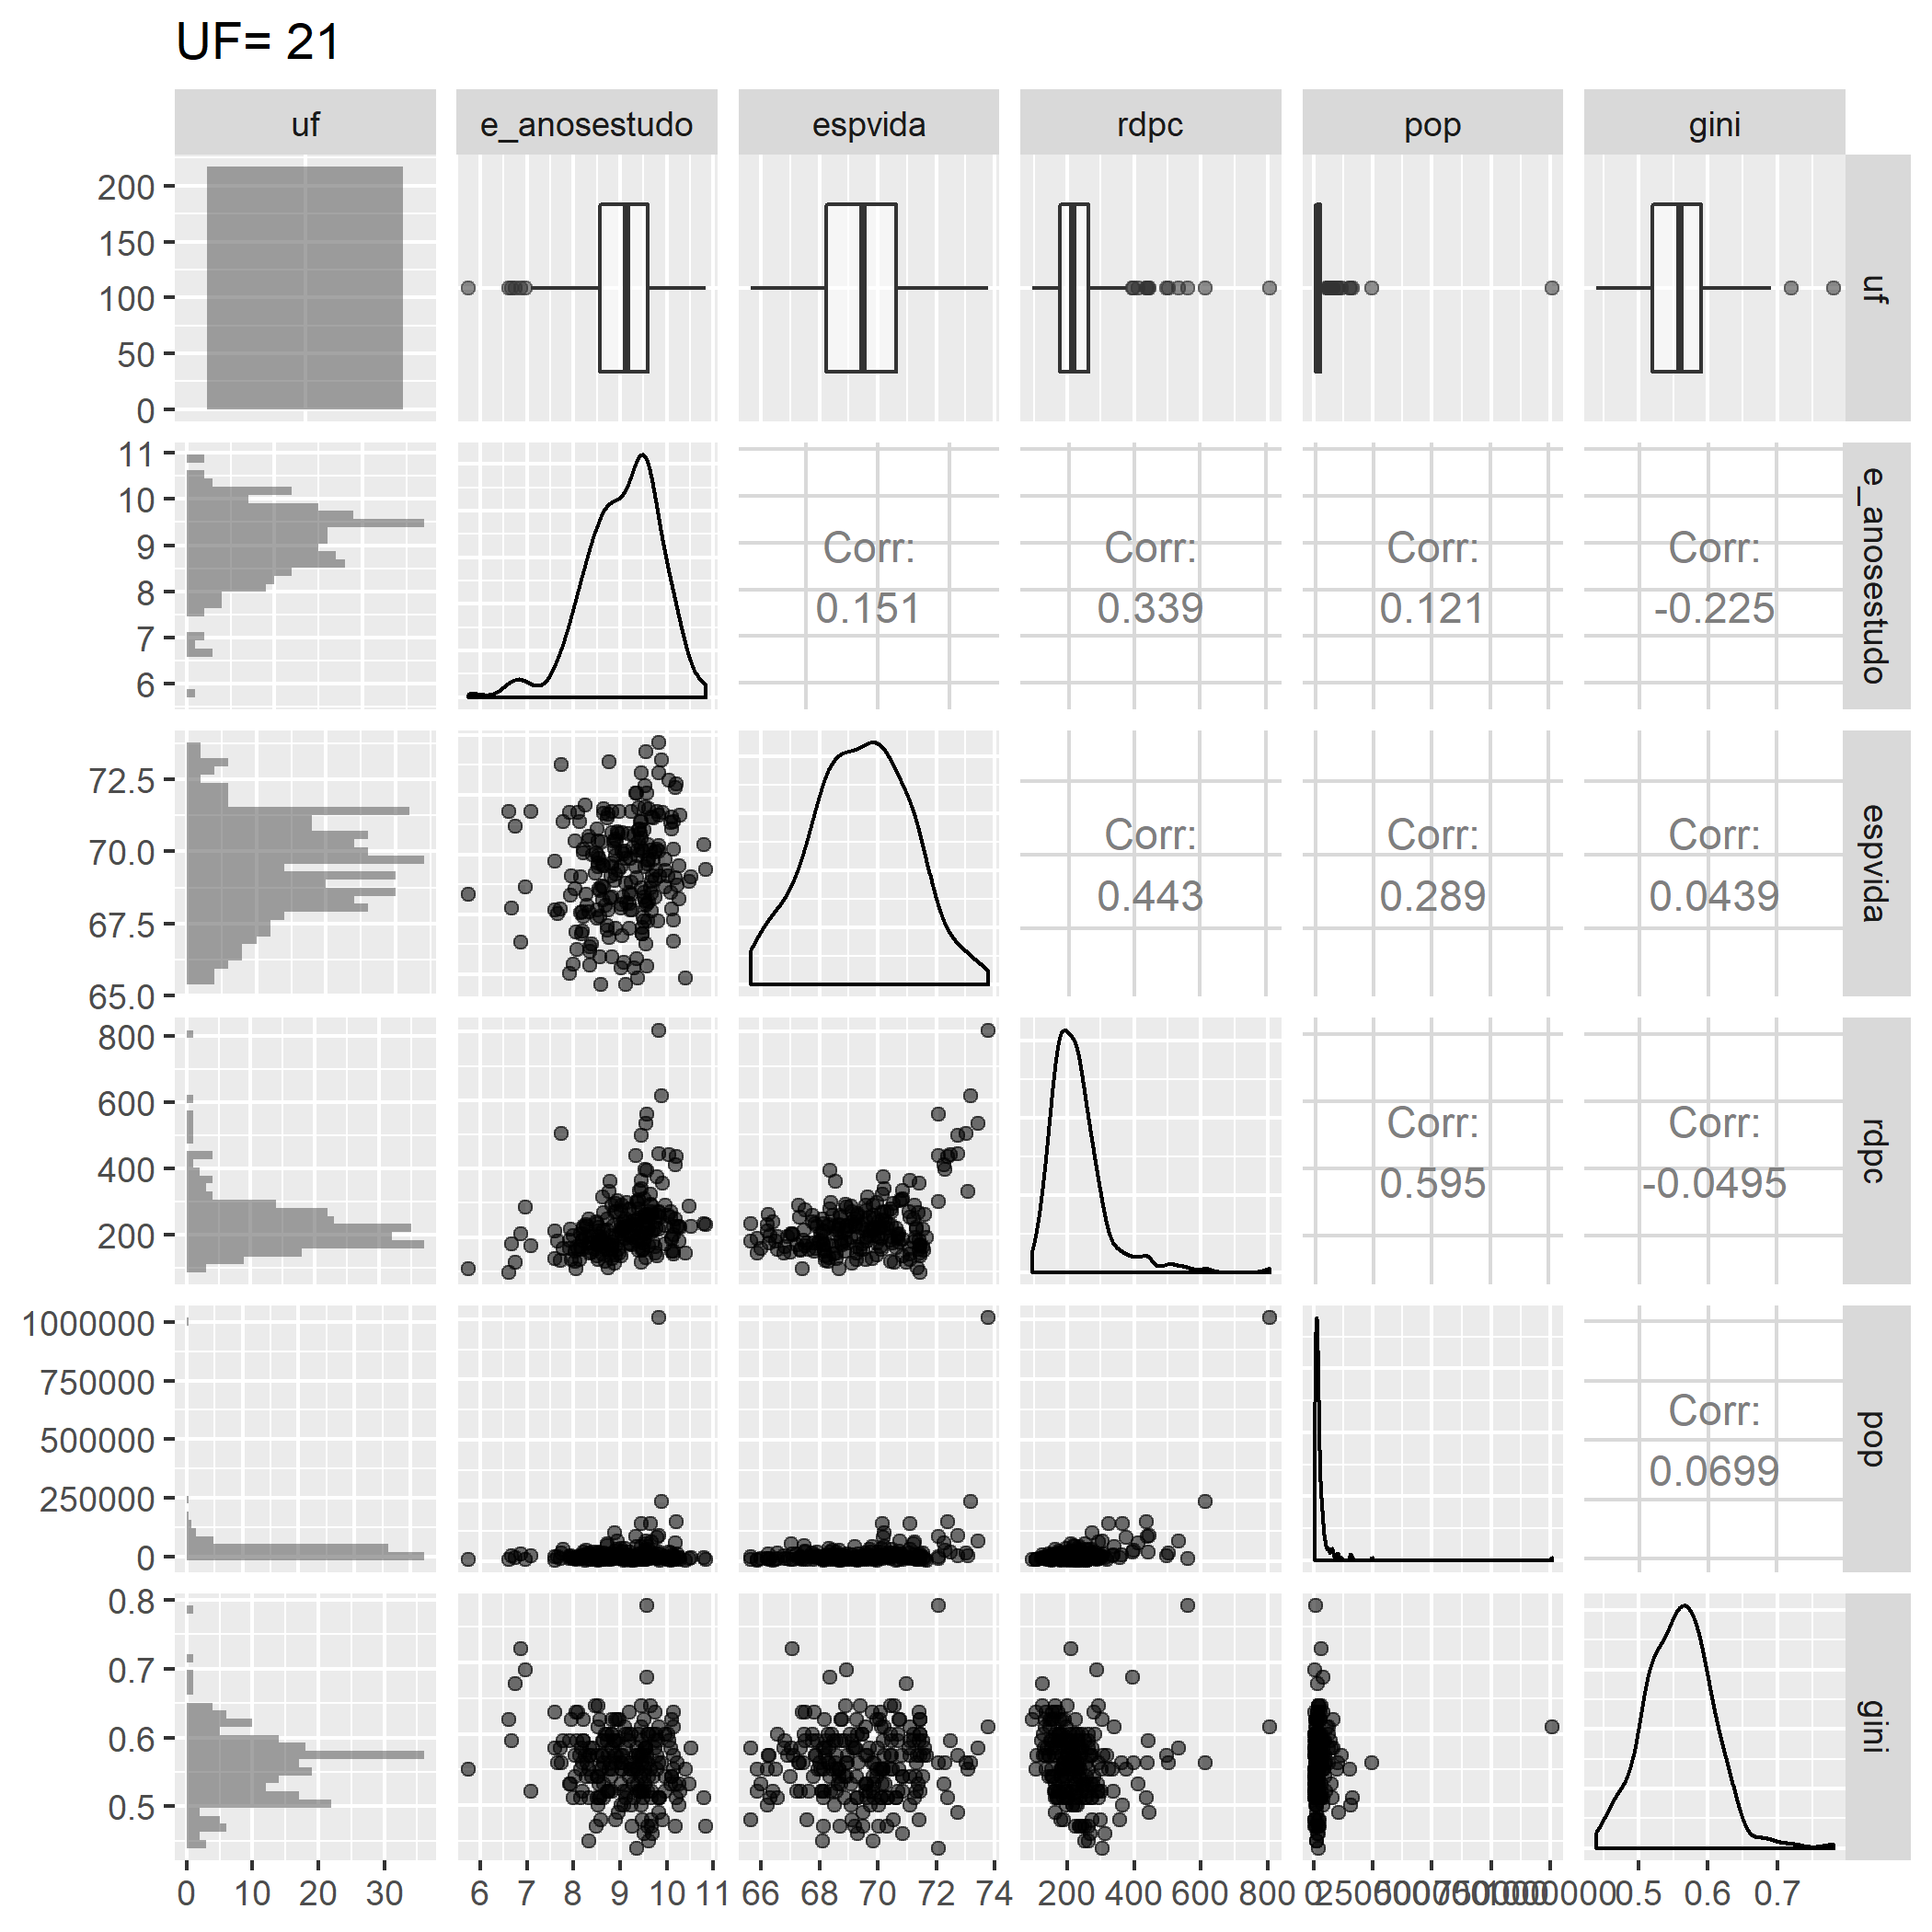 UF= 21
uf e_anosestudo espvida rdpc pop gini
200
150
100
50
0
uf
11
10
9
8
7
6
Corr: Corr: Corr: Corr:
0.151 0.339 0.121 -0.225
e_anosestudo
72.5
70.0
67.5
65.0
Corr: Corr: Corr:
0.443 0.289 0.0439
espvida
800
600
400
200
Corr: Corr:
0.595 -0.0495
rdpc
1000000
750000
500000
250000
0
Corr:
0.0699
pop
0.8
0.7
0.6
0.5
gini
0 10 20 30 6 7 8 9 10 11 66 68 70 72 74 200 400 600 800 0 250000 500000 750000 1000000 0.5 0.6 0.7